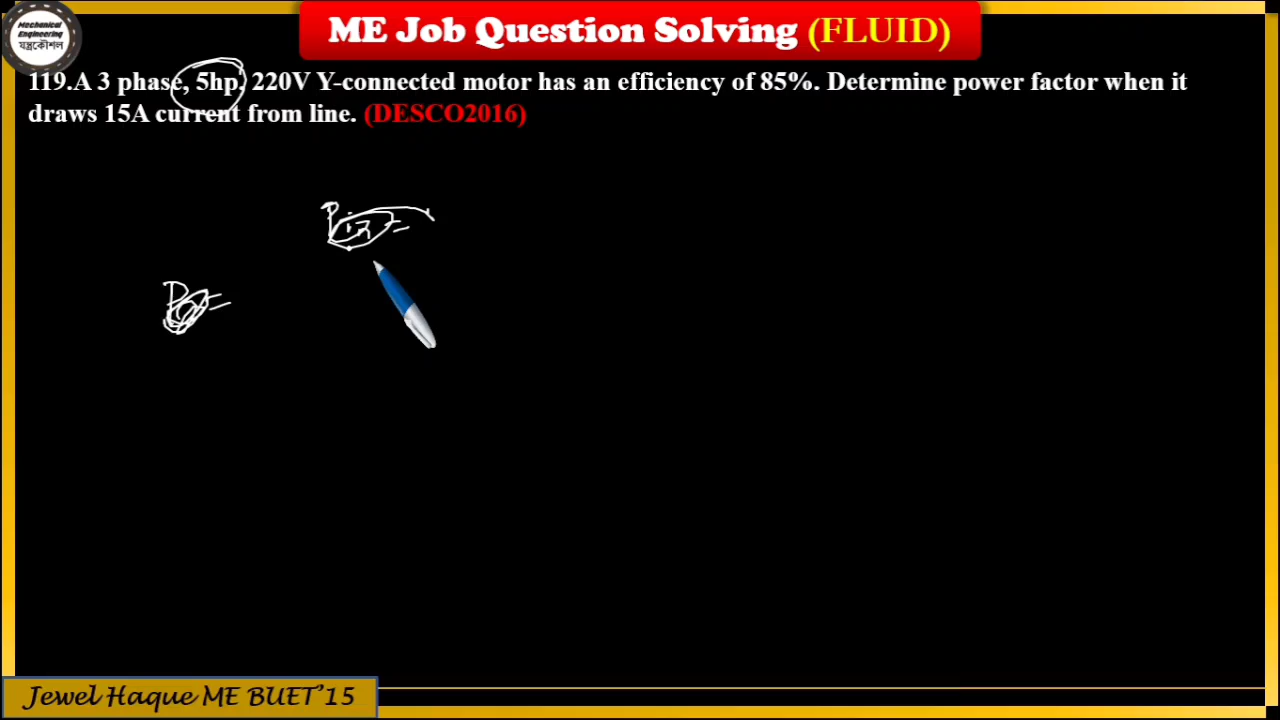 Mechanical
Engineering
যন্ত্রকৌশল
ME Job Question Solving (FLUID)
119.A 3 phase, 5hp, 220V Y-connected motor has an efficiency of 85%. Determine power factor when it
draws 15A current from line. (DESCO2016)
Pin =
Po =
Jewel Haque ME BUET'15